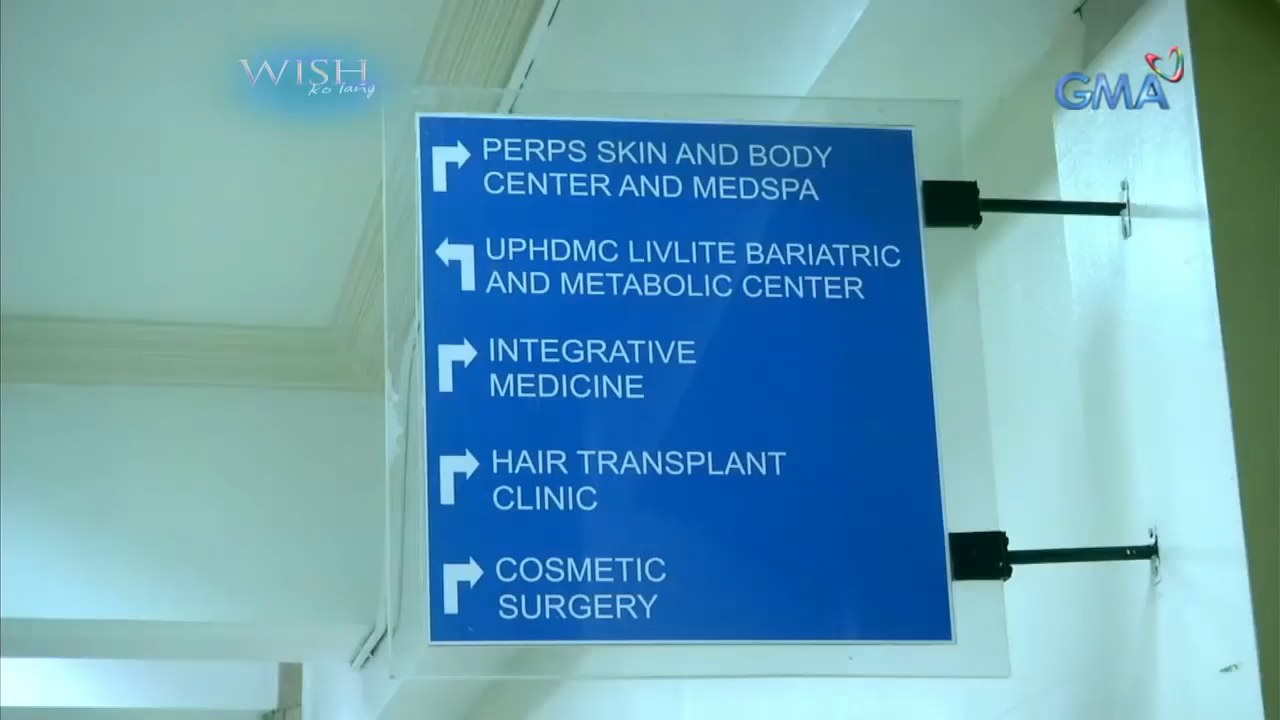 WISH
ko lang
GMA
PERPS SKIN AND BODY
CENTER AND MEDSPA
UPHDMC LIVLITE BARIATRIC
AND METABOLIC CENTER
INTEGRATIVE
MEDICINE
HAIR TRANSPLANT
CLINIC
COSMETIC
SURGERY